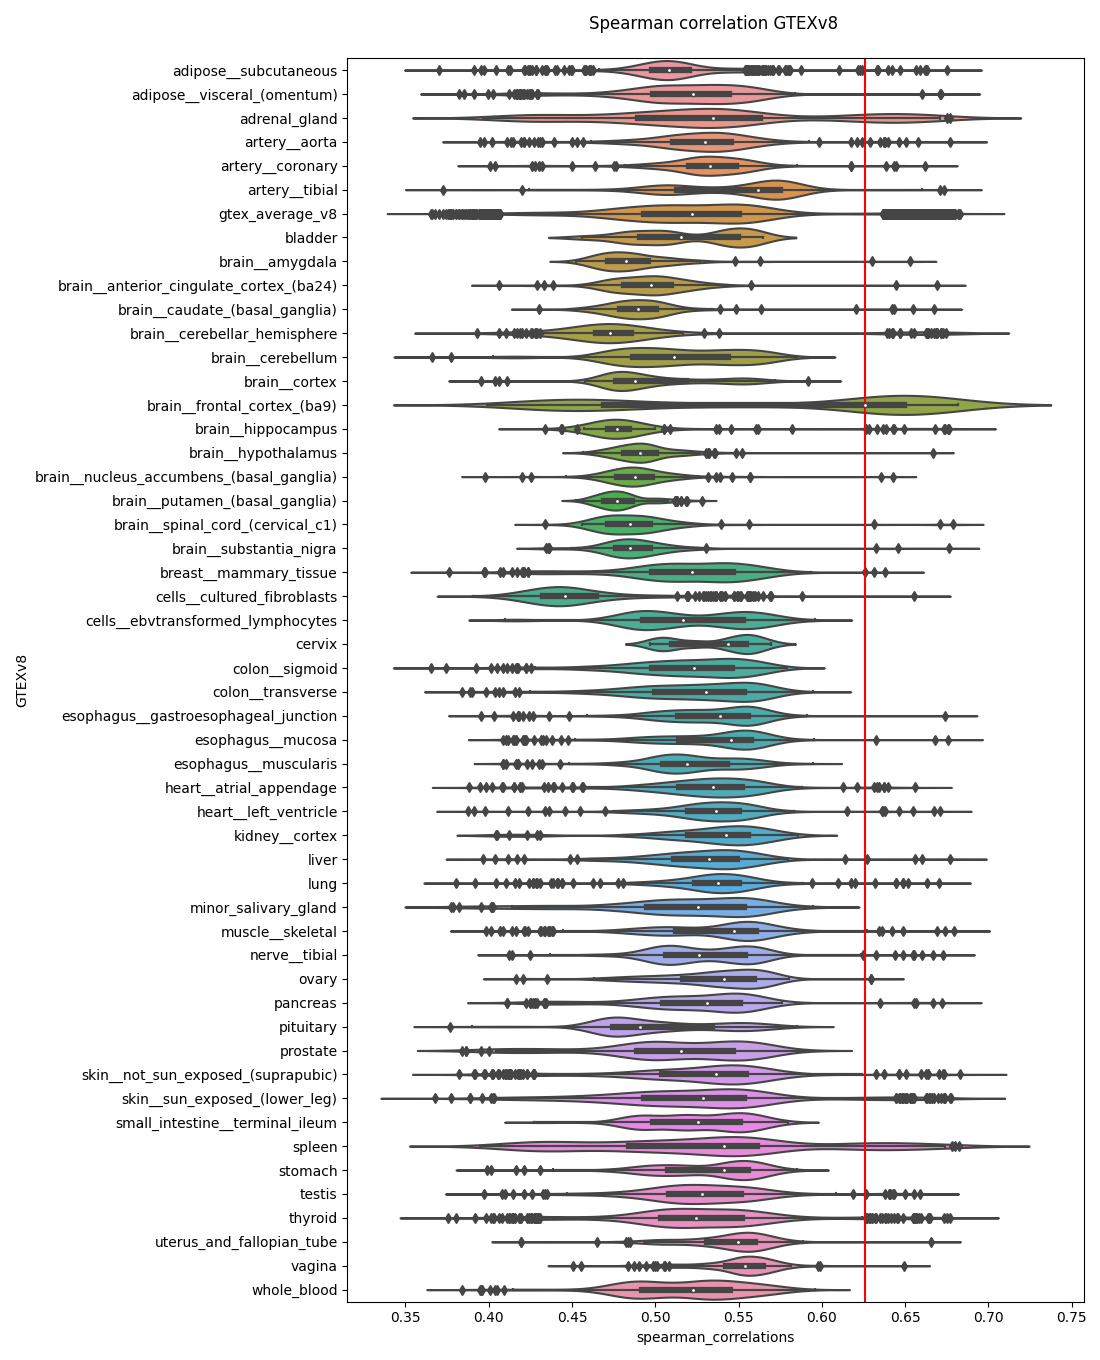 Spearman correlation GTEXv8
adipose__subcutaneous
adipose__visceral_(omentum)
adrenal_gland
artery__aorta
artery__coronary
artery__tibial
gtex_average_v8
bladder
brain__amygdala
brain__anterior_cingulate_cortex_(ba24)
brain__caudate_(basal_ganglia)
brain__cerebellar_hemisphere
brain__cerebellum
brain__cortex
brain__frontal_cortex_(ba9)
brain__hippocampus
brain__hypothalamus
brain__nucleus_accumbens_(basal_ganglia)
brain__putamen_(basal_ganglia)
brain__spinal_cord_(cervical_c1)
brain__substantia_nigra
breast__mammary_tissue
cells__cultured_fibroblasts
cells__ebvtransformed_lymphocytes
cervix
colon__sigmoid
colon__transverse
esophagus__gastroesophageal_junction
esophagus__mucosa
esophagus__muscularis
heart__atrial_appendage
heart__left_ventricle
kidney__cortex
liver
lung
minor_salivary_gland
muscle__skeletal
nerve__tibial
ovary
pancreas
pituitary
prostate
skin__not_sun_exposed_(suprapubic)
skin__sun_exposed_(lower_leg)
small_intestine__terminal_ileum
spleen
stomach
testis
thyroid
uterus_and_fallopian_tube
vagina
whole_blood
GTEXv8
0.35 0.40 0.45 0.50 0.55 0.60 0.65 0.70 0.75
spearman_correlations